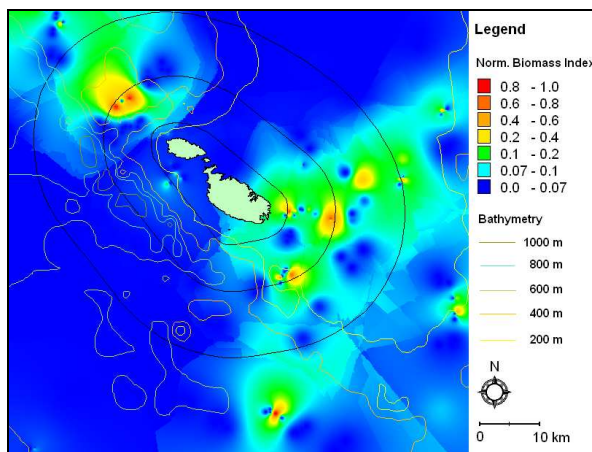 Legend
Norm. Biomass Index
0.8 - 1.0
0.6 - 0.8
0.4 - 0.6
0.2 - 0.4
0.1 - 0.2
0.07 - 0.1
0.0 - 0.07
Bathymetry
1000 m
800 m
600 m
400 m
200 m
N
0 10 km